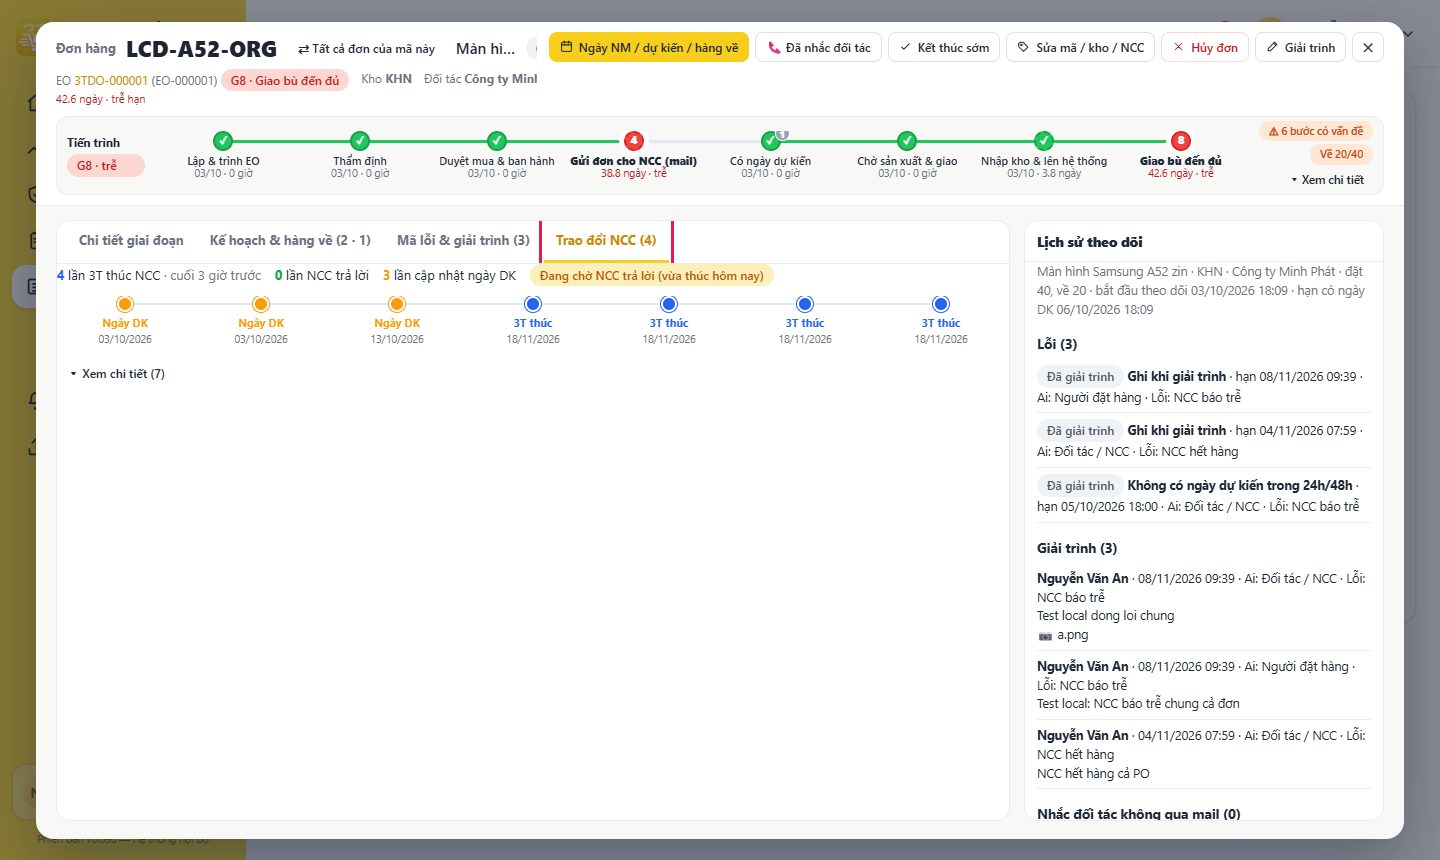 Đơn hàng LCD-A52-ORG ⇄ Tất cả đơn của mã này Màn hì...
Ngày NM / dự kiến / hàng về
Đã nhắc đối tác
Kết thúc sớm
Sửa mã / kho / NCC
Hủy đơn
Giải trình
EO 3TDO-000001 (EO-000001) G8 · Giao bù đến đủ Kho KHN Đối tác Công ty Minl
42.6 ngày · trễ hạn
Tiến trình
G8 · trễ
Lập & trình EO
03/10 · 0 giờ
Thẩm định
03/10 · 0 giờ
Duyệt mua & ban hành
03/10 · 0 giờ
4
Gửi đơn cho NCC (mail)
38.8 ngày · trễ
1
Có ngày dự kiến
03/10 · 0 giờ
Chờ sản xuất & giao
03/10 · 0 giờ
Nhập kho & lên hệ thống
03/10 · 3.8 ngày
8
Giao bù đến đủ
42.6 ngày · trễ
6 bước có vấn đề
Về 20/40
Xem chi tiết
Chi tiết giai đoạn
Kế hoạch & hàng về (2 · 1)
Mã lỗi & giải trình (3)
Trao đổi NCC (4)
4 lần 3T thúc NCC · cuối 3 giờ trước 0 lần NCC trả lời 3 lần cập nhật ngày DK Đang chờ NCC trả lời (vừa thúc hôm nay)
Ngày DK
03/10/2026
Ngày DK
03/10/2026
Ngày DK
13/10/2026
3T thúc
18/11/2026
3T thúc
18/11/2026
3T thúc
18/11/2026
3T thúc
18/11/2026
Xem chi tiết (7)
Lịch sử theo dõi
Màn hình Samsung A52 zin · KHN · Công ty Minh Phát · đặt
40, về 20 · bắt đầu theo dõi 03/10/2026 18:09 · hạn có ngày
DK 06/10/2026 18:09
Lỗi (3)
Đã giải trình Ghi khi giải trình · hạn 08/11/2026 09:39 ·
Ai: Người đặt hàng · Lỗi: NCC báo trễ
Đã giải trình Ghi khi giải trình · hạn 04/11/2026 07:59 ·
Ai: Đối tác / NCC · Lỗi: NCC hết hàng
Đã giải trình Không có ngày dự kiến trong 24h/48h ·
hạn 05/10/2026 18:00 · Ai: Đối tác / NCC · Lỗi: NCC báo trễ
Giải trình (3)
Nguyễn Văn An · 08/11/2026 09:39 · Ai: Đối tác / NCC · Lỗi:
NCC báo trễ
Test local dong loi chung
a.png
Nguyễn Văn An · 08/11/2026 09:39 · Ai: Người đặt hàng ·
Lỗi: NCC báo trễ
Test local: NCC báo trễ chung cả đơn
Nguyễn Văn An · 04/11/2026 07:59 · Ai: Đối tác / NCC · Lỗi:
NCC hết hàng
NCC hết hàng cả PO
Nhắc đối tác không qua mail (0)